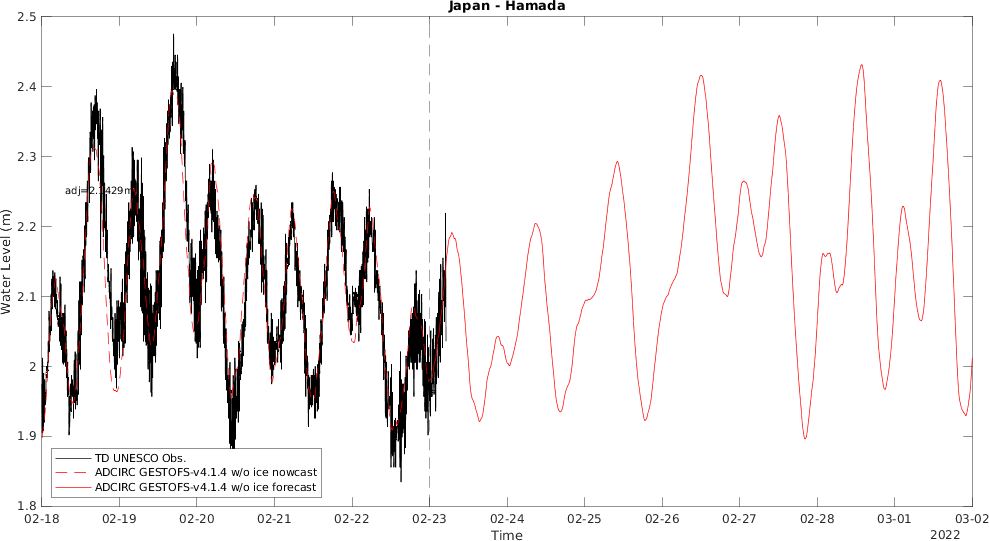 Japan - Hamada
2.5
2.4
2.3
2.2
2.1
2
1.9
1.8
Water Level (m)
adj=2.1429m
TD UNESCO Obs.
ADCIRC GESTOFS-v4.1.4 w/o ice nowcast
ADCIRC GESTOFS-v4.1.4 w/o ice forecast
02-18 02-19 02-20 02-21 02-22 02-23 02-24 02-25 02-26 02-27 02-28 03-01 03-02
Time
2022